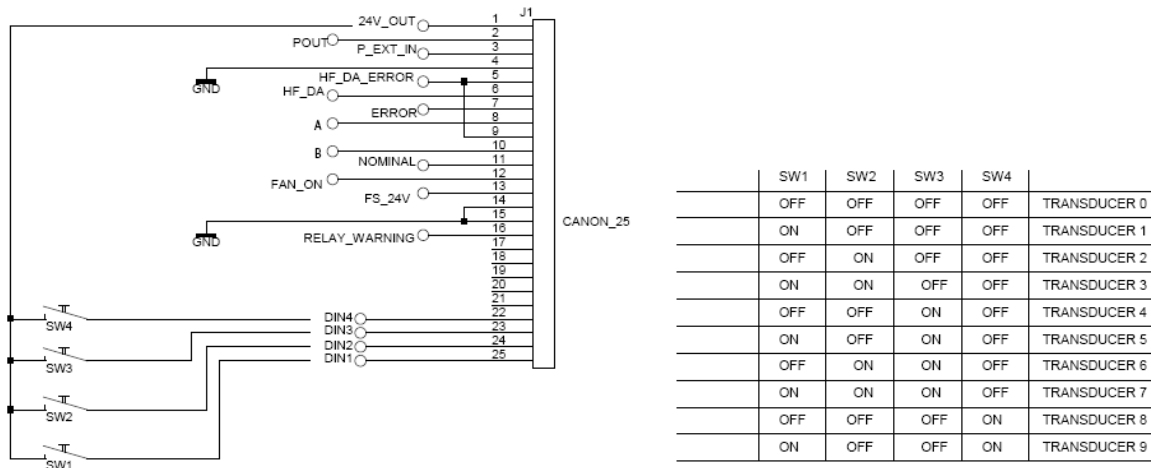 J1
24V_OUT 1
POUT 2
P_EXT_IN 3
4
GND
HF_DA_ERROR 5
HF_DA 6
ERROR 7
A 8
9
B 10
NOMINAL 11
FAN_ON 12
FS_24V 13
14
15
GND
CANON_25
RELAY_WARNING 16
17
18
19
20
21
SW4 DIN4 22
SW3 DIN3 23
SW2 DIN2 24
SW1 DIN1 25
SW1 SW2 SW3 SW4
OFF OFF OFF OFF TRANSDUCER 0
ON OFF OFF OFF TRANSDUCER 1
OFF ON OFF OFF TRANSDUCER 2
ON ON OFF OFF TRANSDUCER 3
OFF OFF ON OFF TRANSDUCER 4
ON OFF ON OFF TRANSDUCER 5
OFF ON ON OFF TRANSDUCER 6
ON ON ON OFF TRANSDUCER 7
OFF OFF OFF ON TRANSDUCER 8
ON OFF OFF ON TRANSDUCER 9